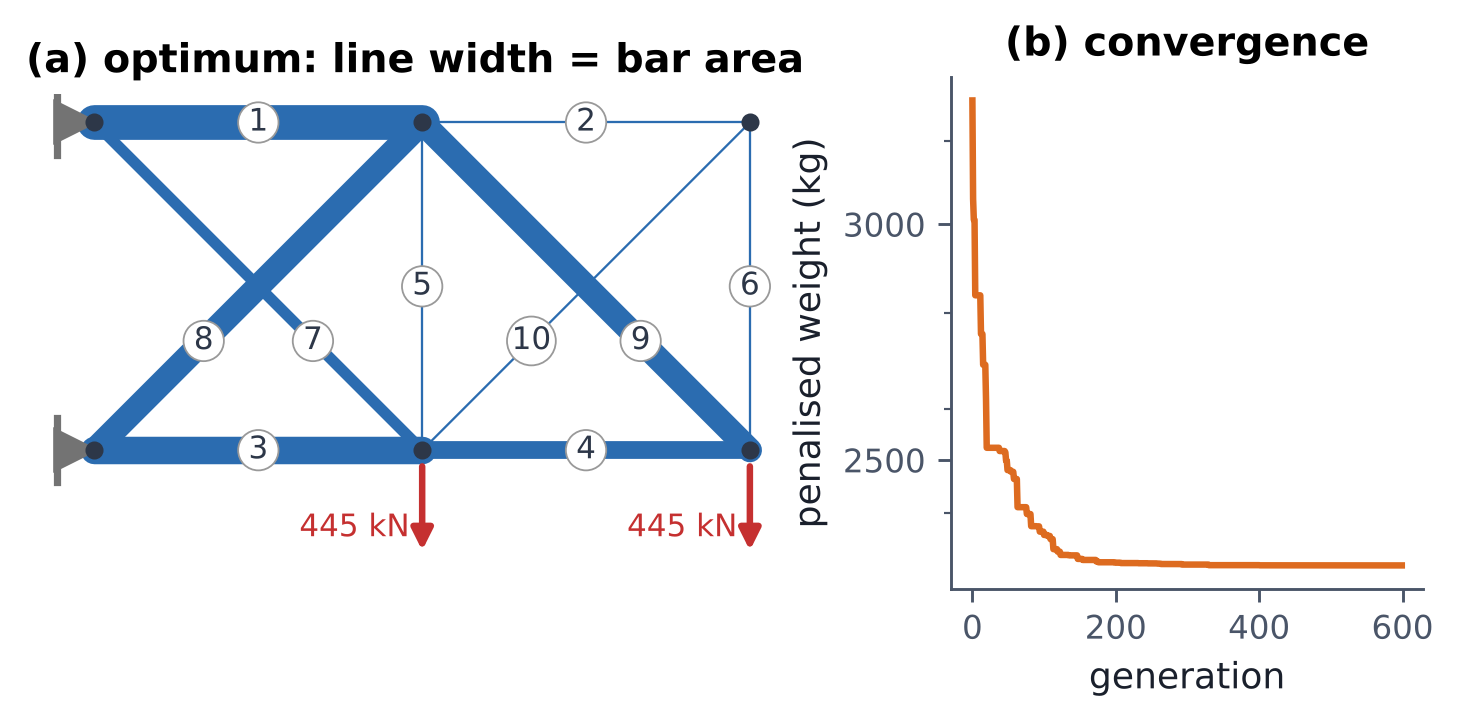 (a) optimum: line width = bar area
1
2
5
6
8
7
10
9
3
4
445 kN
445 kN
(b) convergence
penalised weight (kg)
3000
2500
0
200
400
600
generation